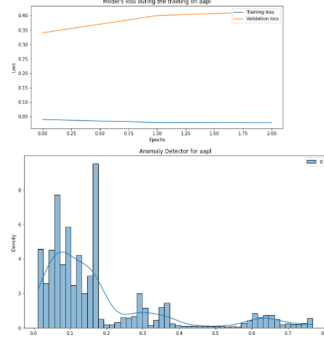 Model's loss during the training on aapl
Training loss
Validation loss
0.40
0.35
0.30
0.25
0.20
0.15
0.10
0.05
Loss
0.00 0.25 0.50 0.75 1.00 1.25 1.50 1.75 2.00
Epochs
Anomaly Detector for aapl
0
8
6
4
2
0
Density
0.0 0.1 0.2 0.3 0.4 0.5 0.6 0.7